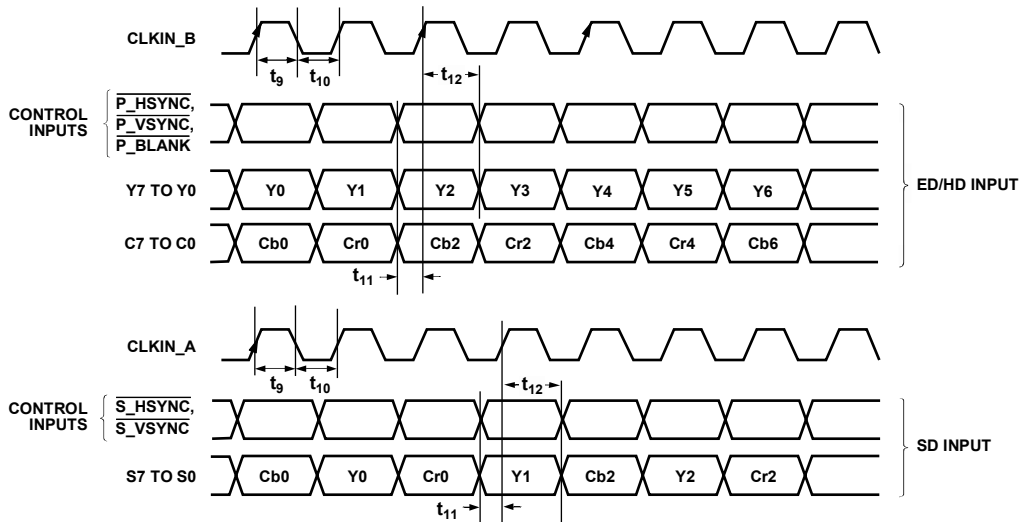 CLKIN_B
t9 t10 t12
CONTROL INPUTS P_HSYNC, P_VSYNC, P_BLANK
Y7 TO Y0 Y0 Y1 Y2 Y3 Y4 Y5 Y6
ED/HD INPUT
C7 TO C0 Cb0 Cr0 Cb2 Cr2 Cb4 Cr4 Cb6
t11
CLKIN_A
t9 t10 t12
CONTROL INPUTS S_HSYNC, S_VSYNC
SD INPUT
S7 TO S0 Cb0 Y0 Cr0 Y1 Cb2 Y2 Cr2
t11